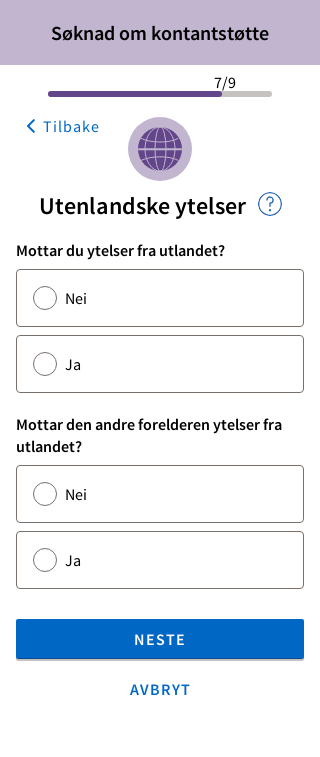 Søknad om kontantstøtte
7/9
Tilbake
Utenlandske ytelser ?
Mottar du ytelser fra utlandet?
Nei
Ja
Mottar den andre forelderen ytelser fra
utlandet?
Nei
Ja
NESTE
AVBRYT